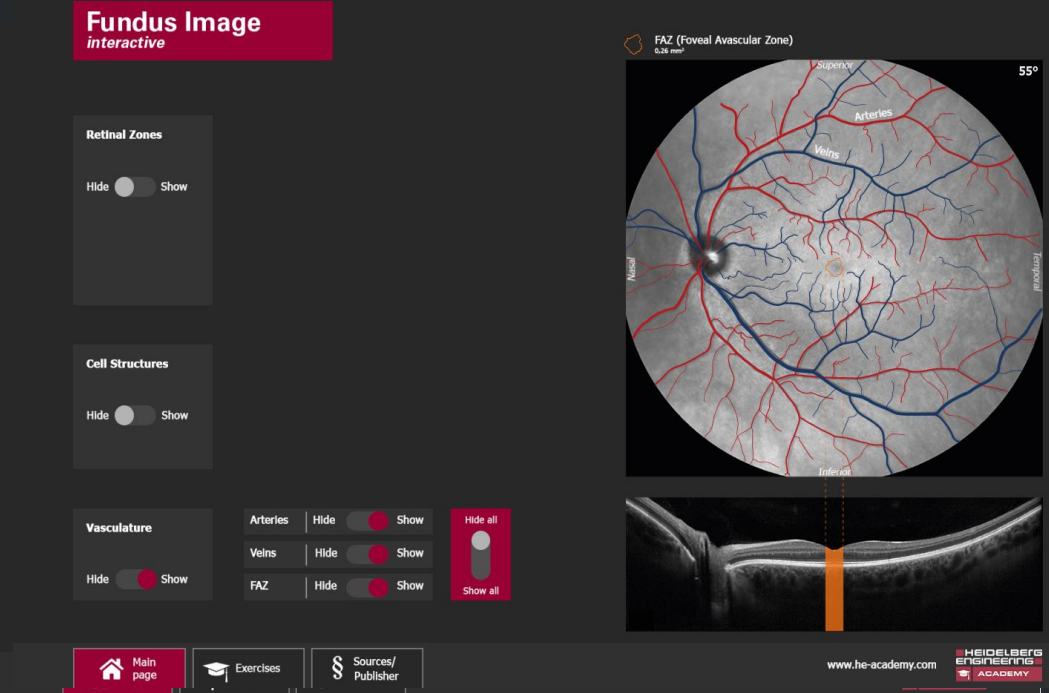 Fundus Image
interactive
FAZ (Foveal Avascular Zone)
0,26 mm²
55°
Superior
Arteries
Veins
Nasal
Temporal
Inferior
Retinal Zones
Hide Show
Cell Structures
Hide Show
Vasculature
Hide Show
Arteries Hide Show
Veins Hide Show
FAZ Hide Show
Hide all
Show all
Main
page
Exercises
§ Sources/
Publisher
www.he-academy.com
HEIDELBERG
ENGINEERING
ACADEMY